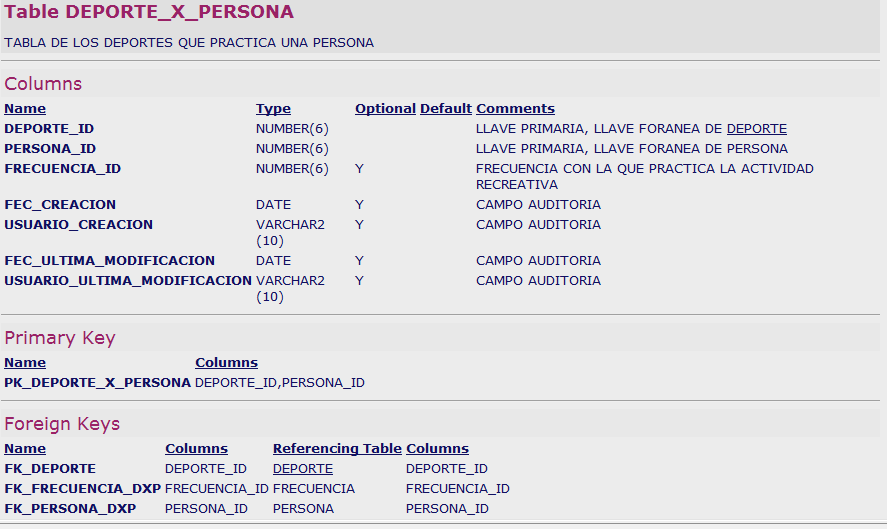 Table DEPORTE_X_PERSONA
TABLA DE LOS DEPORTES QUE PRACTICA UNA PERSONA
Columns
Name Type Optional Default Comments
DEPORTE_ID NUMBER(6) LLAVE PRIMARIA, LLAVE FORANEA DE DEPORTE
PERSONA_ID NUMBER(6) LLAVE PRIMARIA, LLAVE FORANEA DE PERSONA
FRECUENCIA_ID NUMBER(6) Y FRECUENCIA CON LA QUE PRACTICA LA ACTIVIDAD
RECREATIVA
FEC_CREACION DATE Y CAMPO AUDITORIA
USUARIO_CREACION VARCHAR2 Y CAMPO AUDITORIA
(10)
FEC_ULTIMA_MODIFICACION DATE Y CAMPO AUDITORIA
USUARIO_ULTIMA_MODIFICACION VARCHAR2 Y CAMPO AUDITORIA
(10)
Primary Key
Name Columns
PK_DEPORTE_X_PERSONA DEPORTE_ID,PERSONA_ID
Foreign Keys
Name Columns Referencing Table Columns
FK_DEPORTE DEPORTE_ID DEPORTE DEPORTE_ID
FK_FRECUENCIA_DXP FRECUENCIA_ID FRECUENCIA FRECUENCIA_ID
FK_PERSONA_DXP PERSONA_ID PERSONA PERSONA_ID